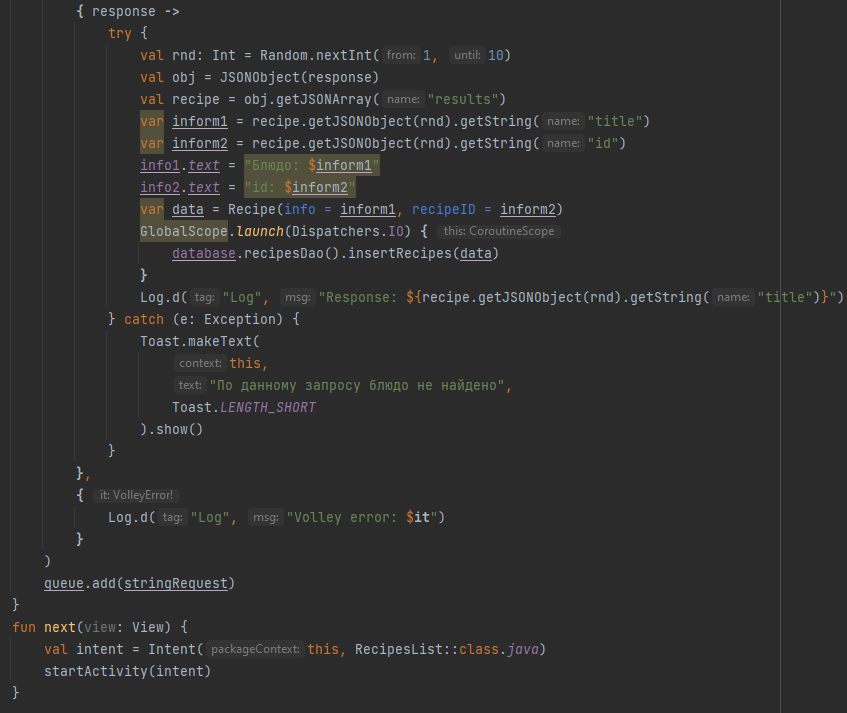 { response ->
try {
val rnd: Int = Random.nextInt( from: 1, until: 10)
val obj = JSONObject(response)
val recipe = obj.getJSONArray( name: "results")
var inform1 = recipe.getJSONObject(rnd).getString( name: "title")
var inform2 = recipe.getJSONObject(rnd).getString( name: "id")
info1.text = "Блюдо: $inform1"
info2.text = "id: $inform2"
var data = Recipe(info = inform1, recipeID = inform2)
GlobalScope.launch(Dispatchers.IO) { this: CoroutineScope
database.recipesDao().insertRecipes(data)
}
Log.d( tag: "Log", msg: "Response: ${recipe.getJSONObject(rnd).getString( name: "title")}")
} catch (e: Exception) {
Toast.makeText(
context: this,
text: "По данному запросу блюдо не найдено",
Toast.LENGTH_SHORT
).show()
}
},
{ it: VolleyError!
Log.d( tag: "Log", msg: "Volley error: $it")
}
)
queue.add(stringRequest)
}
fun next(view: View) {
val intent = Intent( packageContext: this, RecipesList::class.java)
startActivity(intent)
}